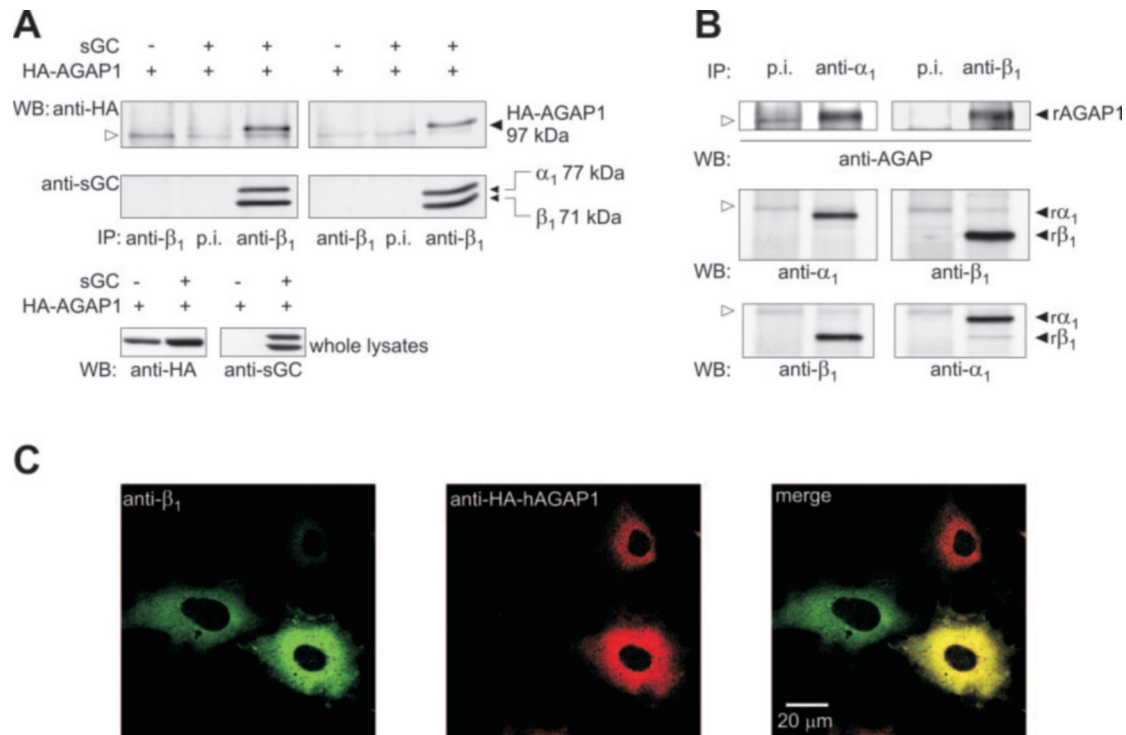 A
sGC - + + - + +
HA-AGAP1 + + + + + +
WB: anti-HA
HA-AGAP1
97 kDa
anti-sGC
α1 77 kDa
β1 71 kDa
IP: anti-β1 p.i. anti-β1 anti-β1 p.i. anti-β1
sGC - + - +
HA-AGAP1 + + + +
whole lysates
WB: anti-HA anti-sGC
B
IP: p.i. anti-α1 p.i. anti-β1
rAGAP1
WB: anti-AGAP
rα1
rβ1
WB: anti-α1 anti-β1
rα1
rβ1
WB: anti-β1 anti-α1
C
anti-β1
anti-HA-hAGAP1
merge
20 μm